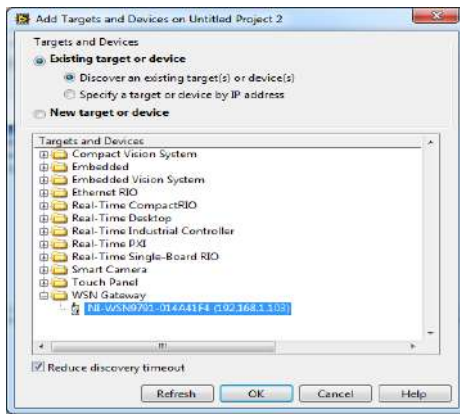 Add Targets and Devices on Untitled Project 2
Targets and Devices
Existing target or device
Discover an existing target(s) or device(s)
Specify a target or device by IP address
New target or device
Targets and Devices
Compact Vision System
Embedded
Embedded Vision System
Ethernet RIO
Real-Time CompactRIO
Real-Time Desktop
Real-Time Industrial Controller
Real-Time PXI
Real-Time Single-Board RIO
Smart Camera
Touch Panel
WSN Gateway
NI-WSN9791-014A41F4 (192.168.1.103)
Reduce discovery timeout
Refresh OK Cancel Help